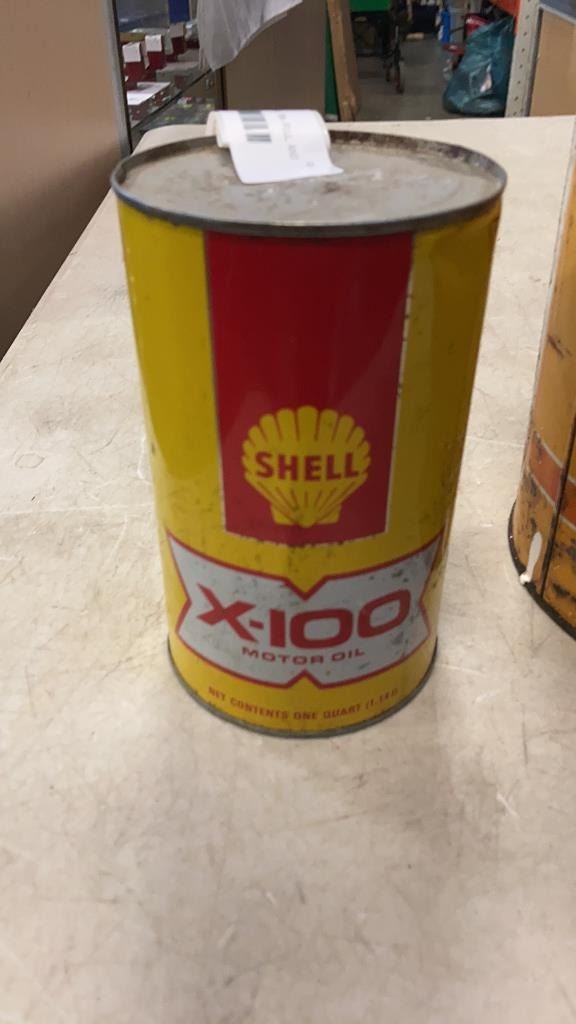 SHELL
X-100
MOTOR OIL
NET CONTENTS ONE QUART (1.14